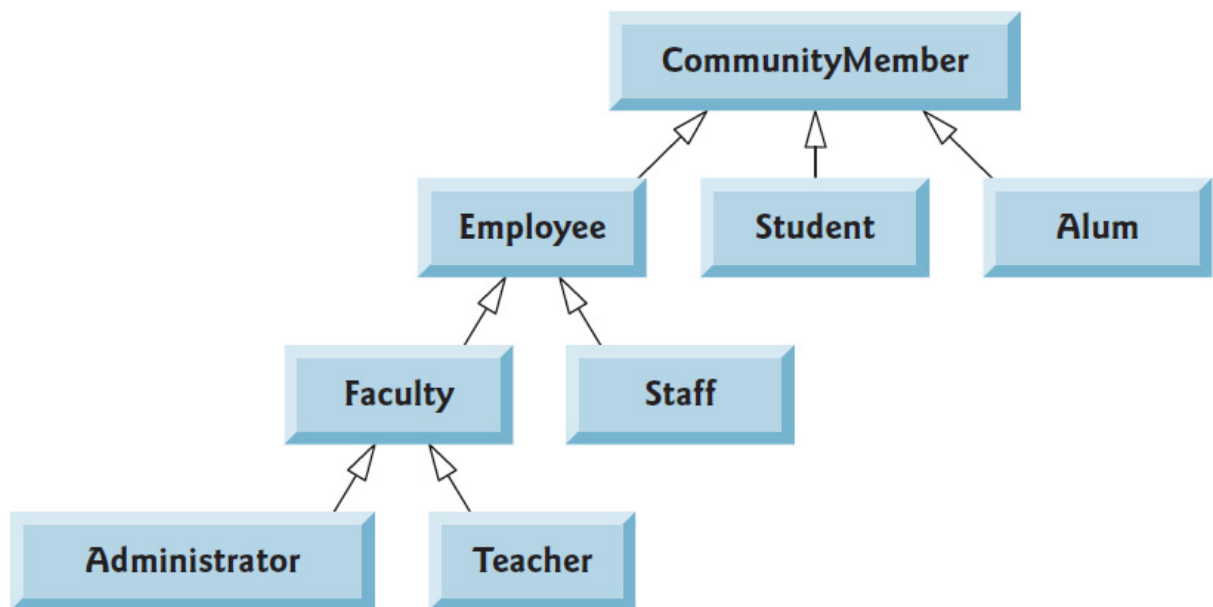 CommunityMember
Employee
Student
Alum
Faculty
Staff
Administrator
Teacher